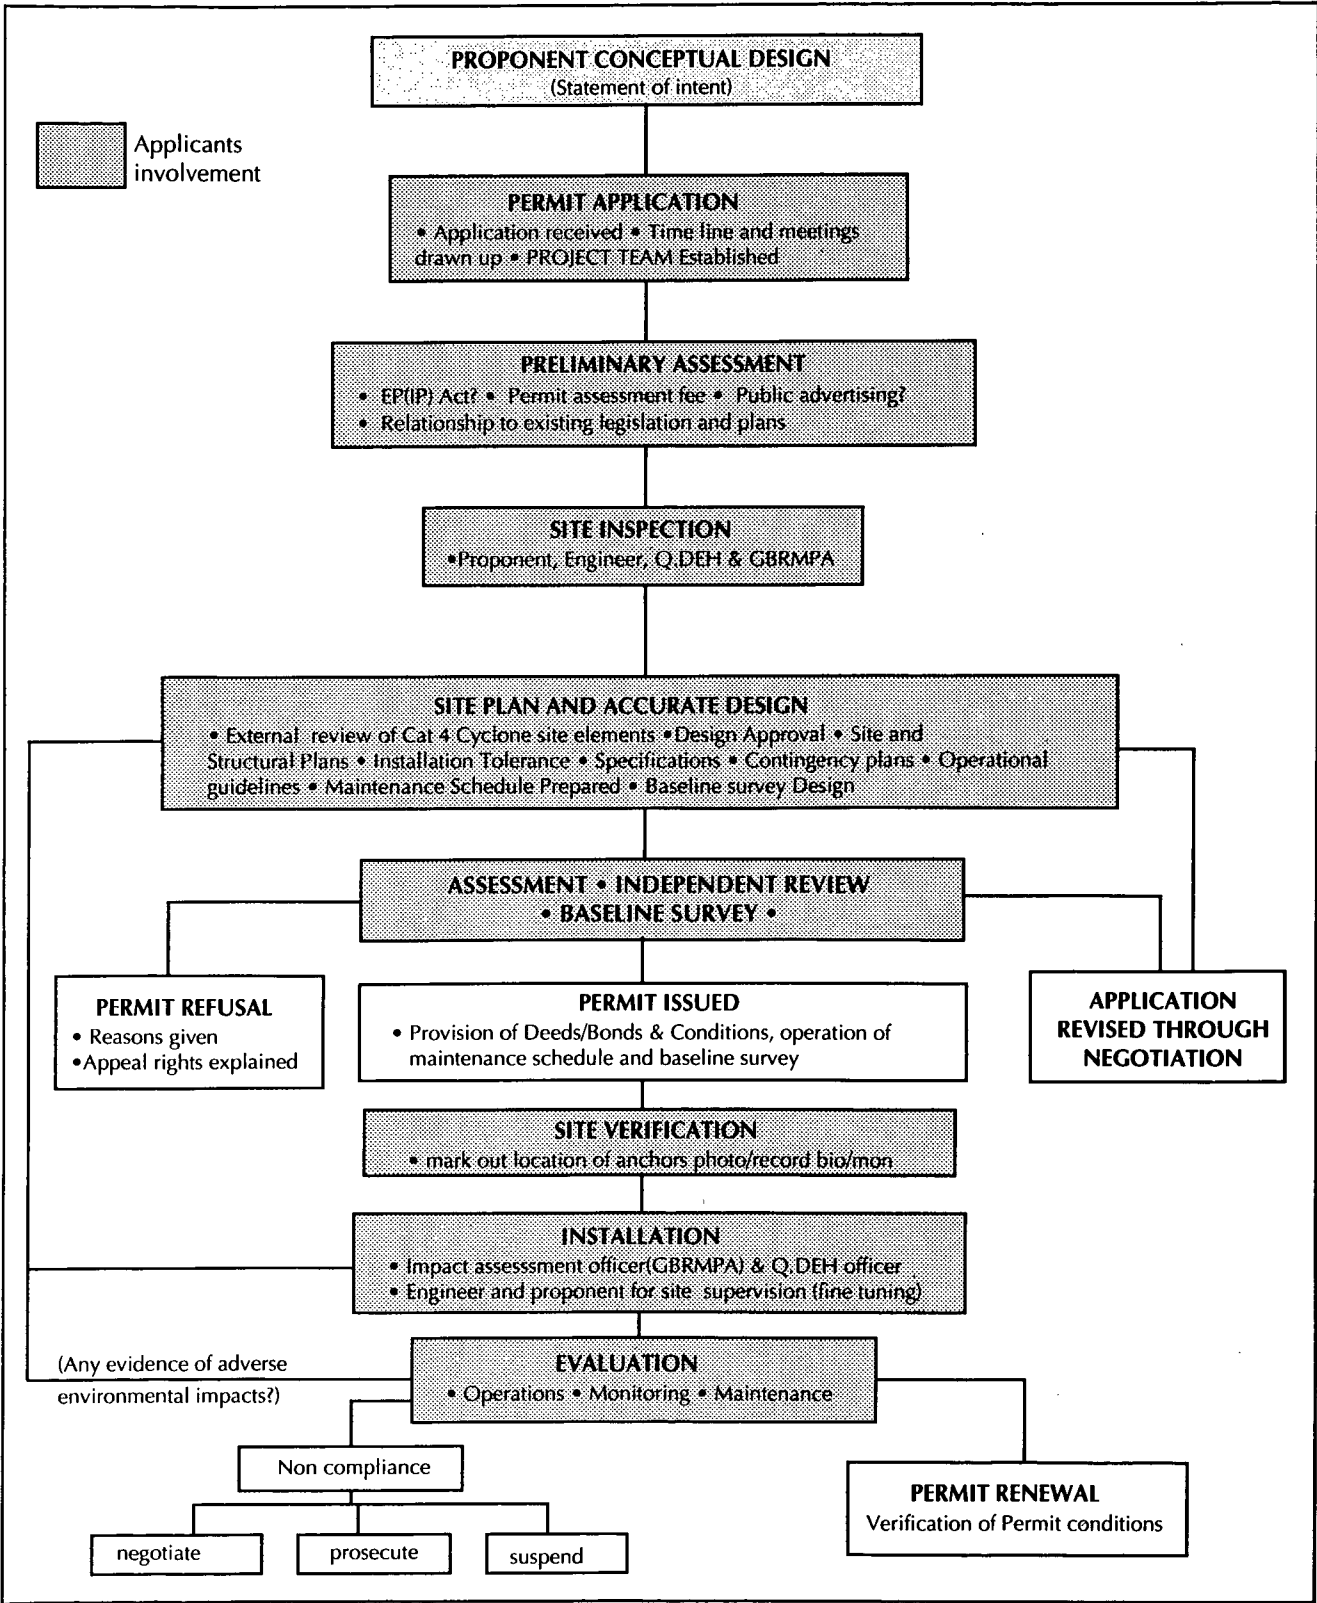 PROPONENT CONCEPTUAL DESIGN
(Statement of intent)
Applicants
involvement
PERMIT APPLICATION
• Application received • Time line and meetings
drawn up • PROJECT TEAM Established
PRELIMINARY ASSESSMENT
• EP(IP) Act? • Permit assessment fee • Public advertising?
• Relationship to existing legislation and plans
SITE INSPECTION
•Proponent, Engineer, Q.DEH & GBRMPA
SITE PLAN AND ACCURATE DESIGN
• External review of Cat 4 Cyclone site elements •Design Approval • Site and
Structural Plans • Installation Tolerance • Specifications • Contingency plans • Operational
guidelines • Maintenance Schedule Prepared • Baseline survey Design
ASSESSMENT • INDEPENDENT REVIEW
• BASELINE SURVEY •
PERMIT REFUSAL
• Reasons given
•Appeal rights explained
PERMIT ISSUED
• Provision of Deeds/Bonds & Conditions, operation of
maintenance schedule and baseline survey
APPLICATION
REVISED THROUGH
NEGOTIATION
SITE VERIFICATION
• mark out location of anchors photo/record bio/mon
INSTALLATION
• Impact assesssment officer(GBRMPA) & Q.DEH officer
• Engineer and proponent for site supervision (fine tuning)
(Any evidence of adverse
environmental impacts?)
EVALUATION
• Operations • Monitoring • Maintenance
Non compliance
negotiate
prosecute
suspend
PERMIT RENEWAL
Verification of Permit conditions